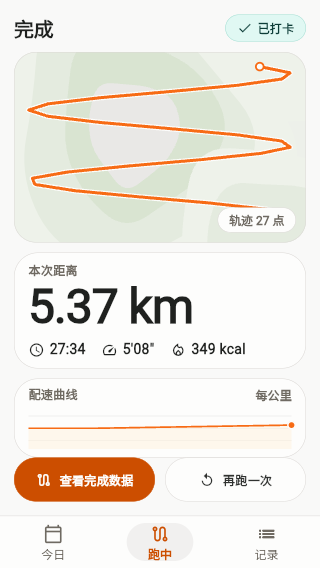 完成
已打卡
轨迹 27 点
本次距离
5.37 km
27:34 5'08" 349 kcal
配速曲线 每公里
查看完成数据 再跑一次
今日 跑中 记录